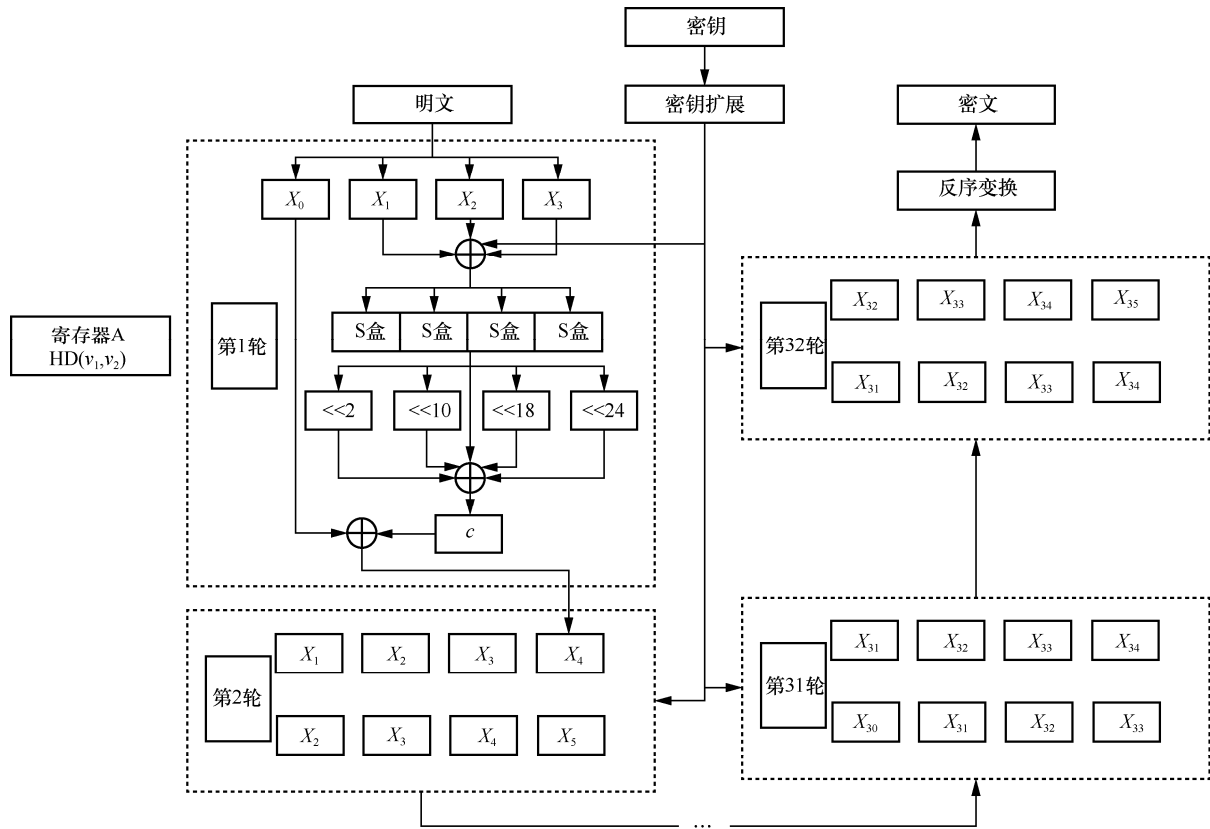 密钥
密钥扩展
明文
密文
反序变换
X₀ X₁ X₂ X₃
第1轮
S盒 S盒 S盒 S盒
寄存器A
HD(v₁,v₂)
<<2 <<10 <<18 <<24
c
第2轮
X₁ X₂ X₃ X₄
X₂ X₃ X₄ X₅
第32轮
X₃₂ X₃₃ X₃₄ X₃₅
X₃₁ X₃₂ X₃₃ X₃₄
第31轮
X₃₁ X₃₂ X₃₃ X₃₄
X₃₀ X₃₁ X₃₂ X₃₃
…